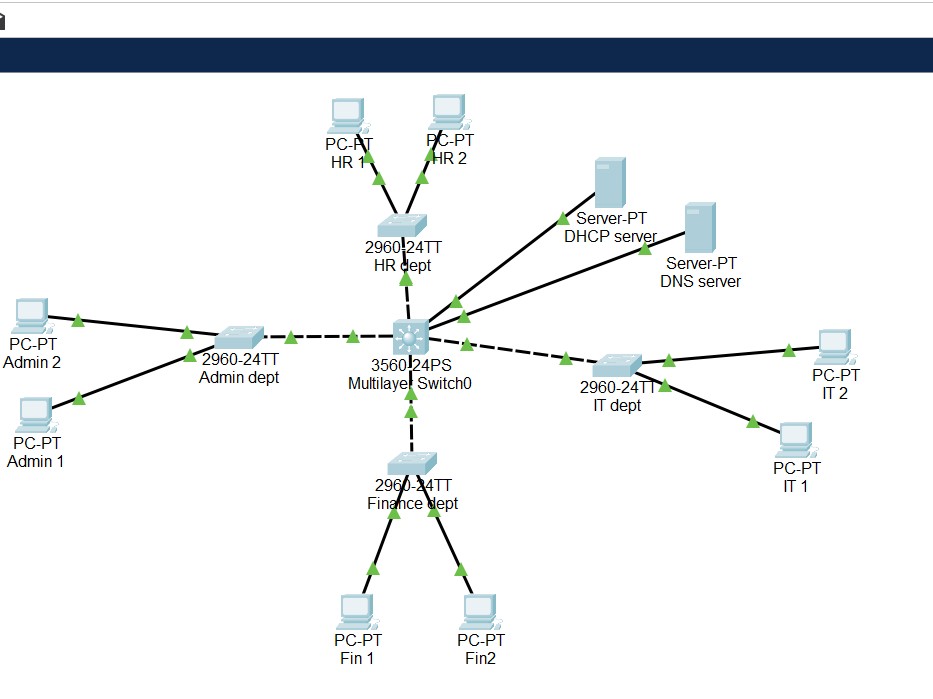 PC-PT
HR 1
PC-PT
HR 2
2960-24TT
HR dept
Server-PT
DHCP server
Server-PT
DNS server
PC-PT
Admin 2
2960-24TT
Admin dept
3560-24PS
Multilayer Switch0
2960-24TT
IT dept
PC-PT
IT 2
PC-PT
Admin 1
PC-PT
IT 1
2960-24TT
Finance dept
PC-PT
Fin 1
PC-PT
Fin2